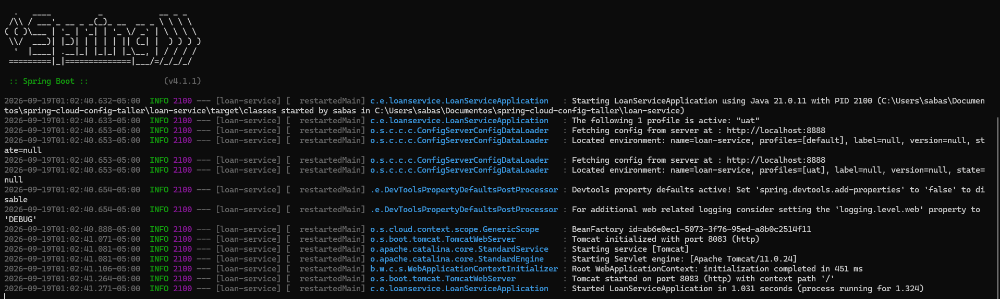 .   ____          _            __ _ _
 /\\ / ___'_ __ _ _(_)_ __  __ _ \ \ \ \
( ( )\___ | '_ | '_| | '_ \/ _` | \ \ \ \
 \\/  ___)| |_)| | | | | || (_| |  ) ) ) )
  '  |____| .__|_| |_|_| |_\__, | / / / /
 =========|_|==============|___/=/_/_/_/

 :: Spring Boot ::                (v4.1.1)

2026-09-19T01:02:40.632-05:00  INFO 2100 --- [loan-service] [  restartedMain] c.e.loanservice.LoanServiceApplication   : Starting LoanServiceApplication using Java 21.0.11 with PID 2100 (C:\Users\sabas\Documen
tos\spring-cloud-config-taller\loan-service\target\classes started by sabas in C:\Users\sabas\Documentos\spring-cloud-config-taller\loan-service)
2026-09-19T01:02:40.633-05:00  INFO 2100 --- [loan-service] [  restartedMain] c.e.loanservice.LoanServiceApplication   : The following 1 profile is active: "uat"
2026-09-19T01:02:40.653-05:00  INFO 2100 --- [loan-service] [  restartedMain] o.s.c.c.c.ConfigServerConfigDataLoader   : Fetching config from server at : http://localhost:8888
2026-09-19T01:02:40.653-05:00  INFO 2100 --- [loan-service] [  restartedMain] o.s.c.c.c.ConfigServerConfigDataLoader   : Located environment: name=loan-service, profiles=[default], label=null, version=null, st
ate=null
2026-09-19T01:02:40.653-05:00  INFO 2100 --- [loan-service] [  restartedMain] o.s.c.c.c.ConfigServerConfigDataLoader   : Fetching config from server at : http://localhost:8888
2026-09-19T01:02:40.653-05:00  INFO 2100 --- [loan-service] [  restartedMain] o.s.c.c.c.ConfigServerConfigDataLoader   : Located environment: name=loan-service, profiles=[uat], label=null, version=null, state=
null
2026-09-19T01:02:40.654-05:00  INFO 2100 --- [loan-service] [  restartedMain] .e.DevToolsPropertyDefaultsPostProcessor : Devtools property defaults active! Set 'spring.devtools.add-properties' to 'false' to di
sable
2026-09-19T01:02:40.654-05:00  INFO 2100 --- [loan-service] [  restartedMain] .e.DevToolsPropertyDefaultsPostProcessor : For additional web related logging consider setting the 'logging.level.web' property to
'DEBUG'
2026-09-19T01:02:40.888-05:00  INFO 2100 --- [loan-service] [  restartedMain] o.s.cloud.context.scope.GenericScope     : BeanFactory id=ab6e0ec1-5073-3f76-95ed-a8b0c2514f11
2026-09-19T01:02:41.071-05:00  INFO 2100 --- [loan-service] [  restartedMain] o.s.boot.tomcat.TomcatWebServer          : Tomcat initialized with port 8083 (http)
2026-09-19T01:02:41.081-05:00  INFO 2100 --- [loan-service] [  restartedMain] o.apache.catalina.core.StandardService   : Starting service [Tomcat]
2026-09-19T01:02:41.081-05:00  INFO 2100 --- [loan-service] [  restartedMain] o.apache.catalina.core.StandardEngine    : Starting Servlet engine: [Apache Tomcat/11.0.24]
2026-09-19T01:02:41.106-05:00  INFO 2100 --- [loan-service] [  restartedMain] b.w.c.s.WebApplicationContextInitializer : Root WebApplicationContext: initialization completed in 451 ms
2026-09-19T01:02:41.264-05:00  INFO 2100 --- [loan-service] [  restartedMain] o.s.boot.tomcat.TomcatWebServer          : Tomcat started on port 8083 (http) with context path '/'
2026-09-19T01:02:41.271-05:00  INFO 2100 --- [loan-service] [  restartedMain] c.e.loanservice.LoanServiceApplication   : Started LoanServiceApplication in 1.031 seconds (process running for 1.324)